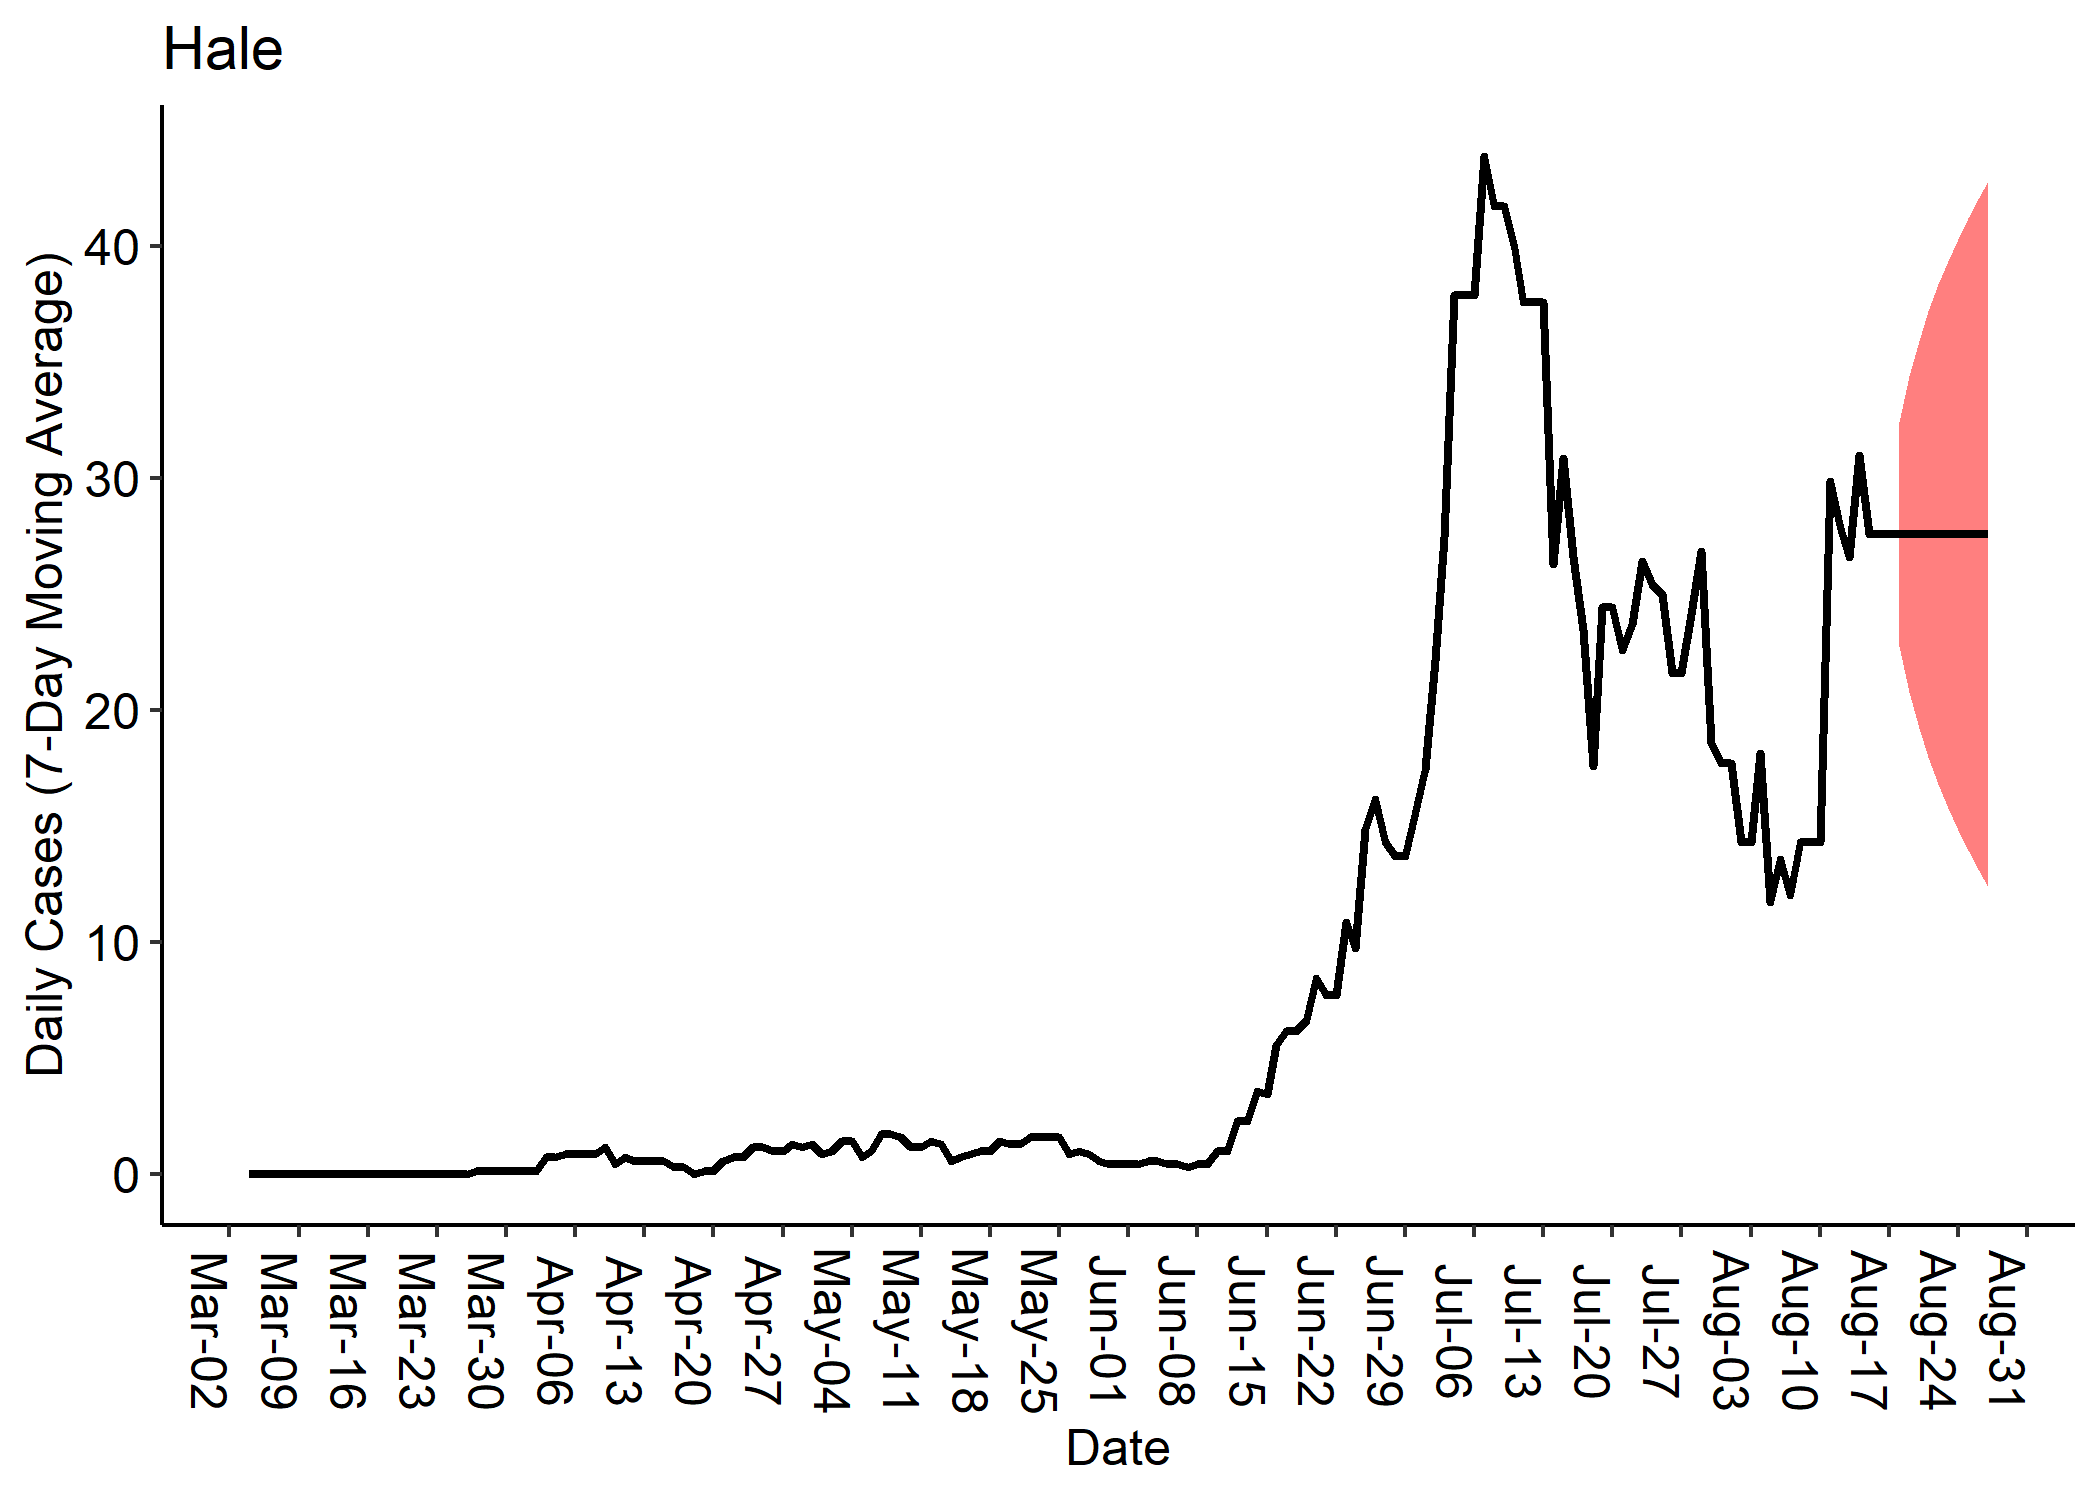 Hale
Daily Cases (7-Day Moving Average)
40
30
20
10
0
Mar-02
Mar-09
Mar-16
Mar-23
Mar-30
Apr-06
Apr-13
Apr-20
Apr-27
May-04
May-11
May-18
May-25
Jun-01
Jun-08
Jun-15
Jun-22
Jun-29
Jul-06
Jul-13
Jul-20
Jul-27
Aug-03
Aug-10
Aug-17
Aug-24
Aug-31
Date